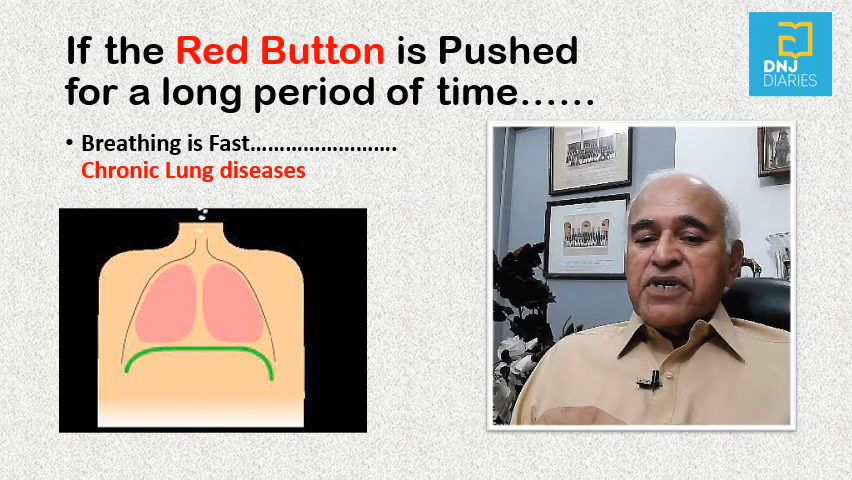 If the Red Button is Pushed
for a long period of time......
DNJ
DIARIES
• Breathing is Fast.........................
Chronic Lung diseases